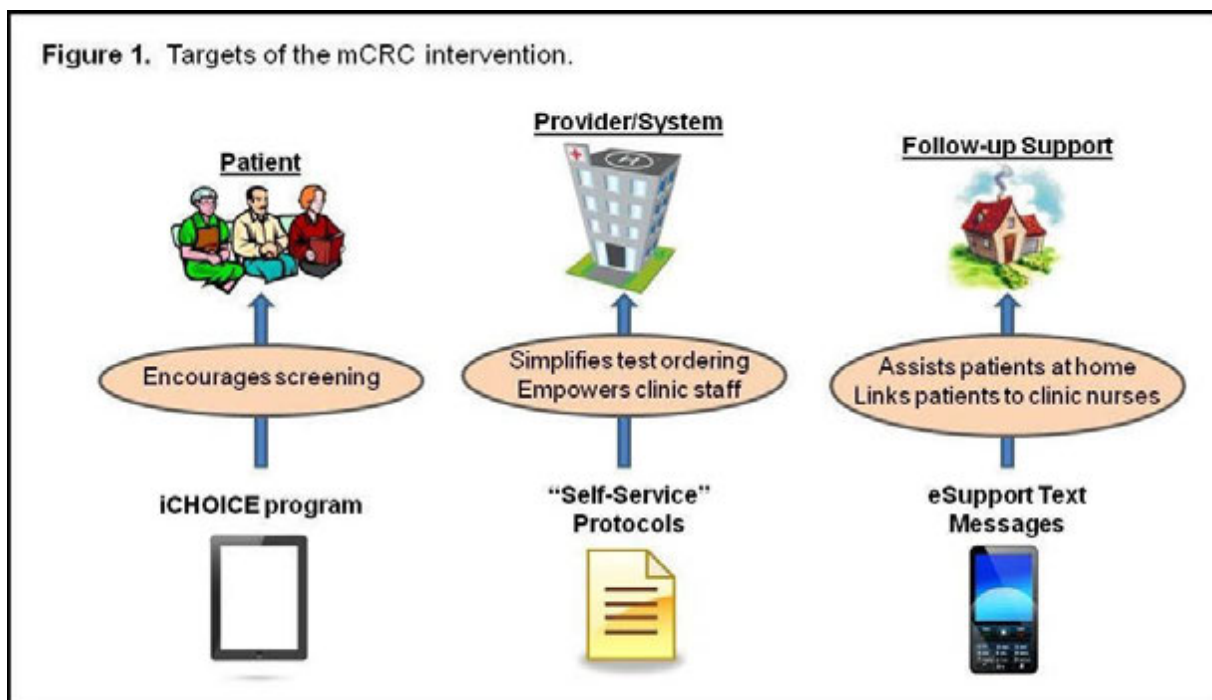 Figure 1. Targets of the mCRC intervention.
Patient
Provider/System
Follow-up Support
H
Encourages screening
Simplifies test ordering
Empowers clinic staff
Assists patients at home
Links patients to clinic nurses
iCHOICE program
“Self-Service”
Protocols
eSupport Text
Messages